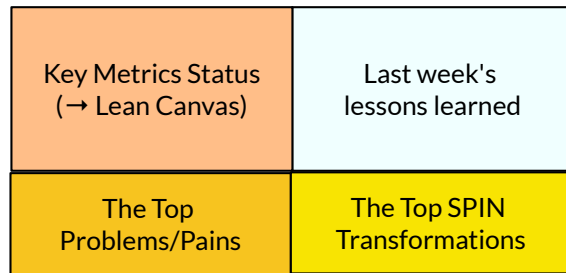 Key Metrics Status
(→ Lean Canvas)
Last week's
lessons learned
The Top
Problems/Pains
The Top SPIN
Transformations